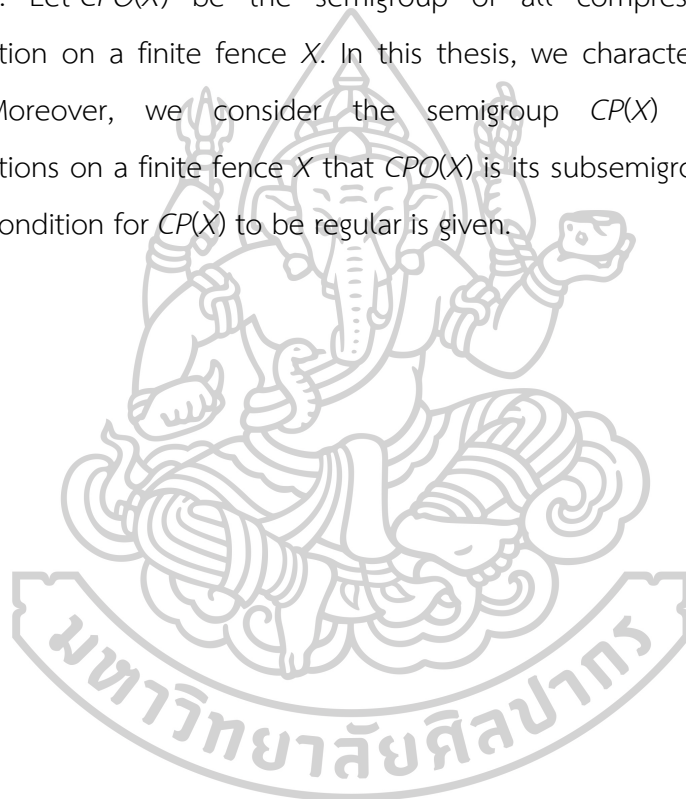 Let CPO(X) be the semigroup of all compres
tion on a finite fence X. In this thesis, we characte
Moreover, we consider the semigroup CP(X)
tions on a finite fence X that CPO(X) is its subsemigro
condition for CP(X) to be regular is given.
มหาวิทยาลัยศิลปากร